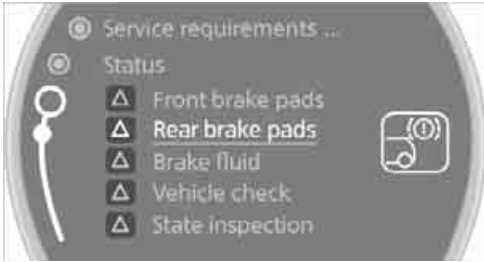 Service requirements ...
Status
Front brake pads
Rear brake pads
Brake fluid
Vehicle check
State inspection